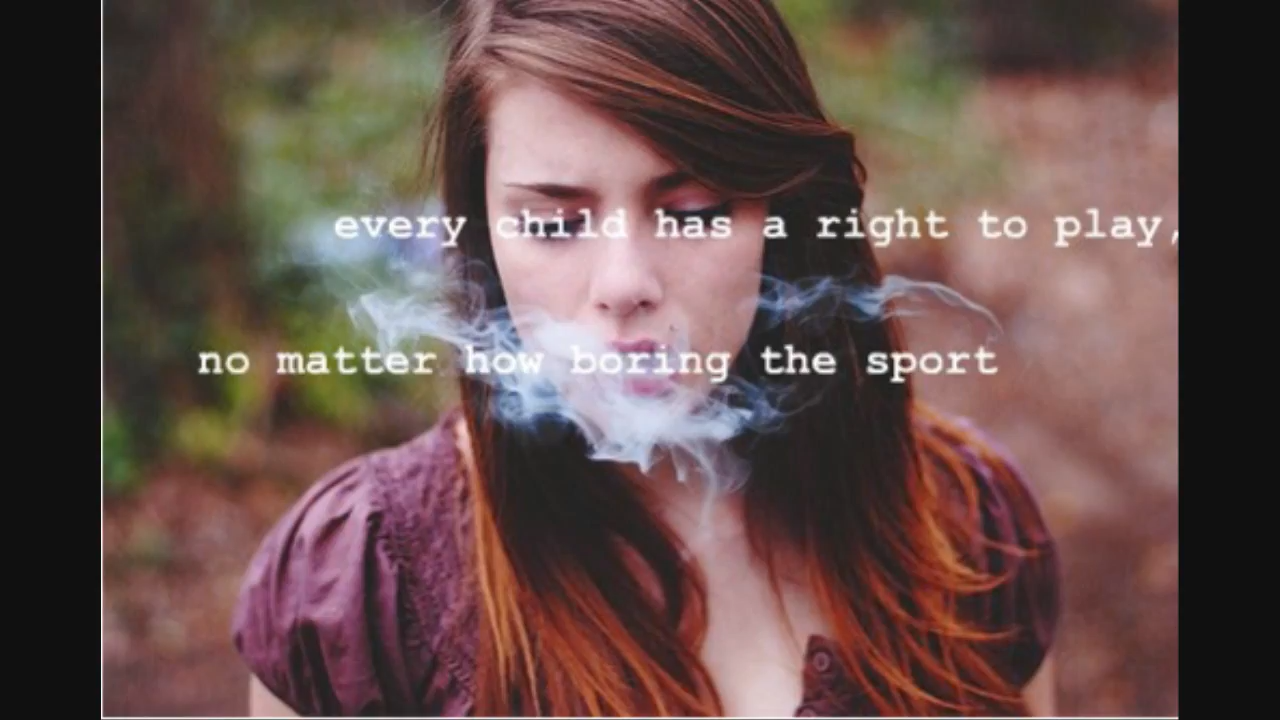 every child has a right to play,
no matter how boring the sport